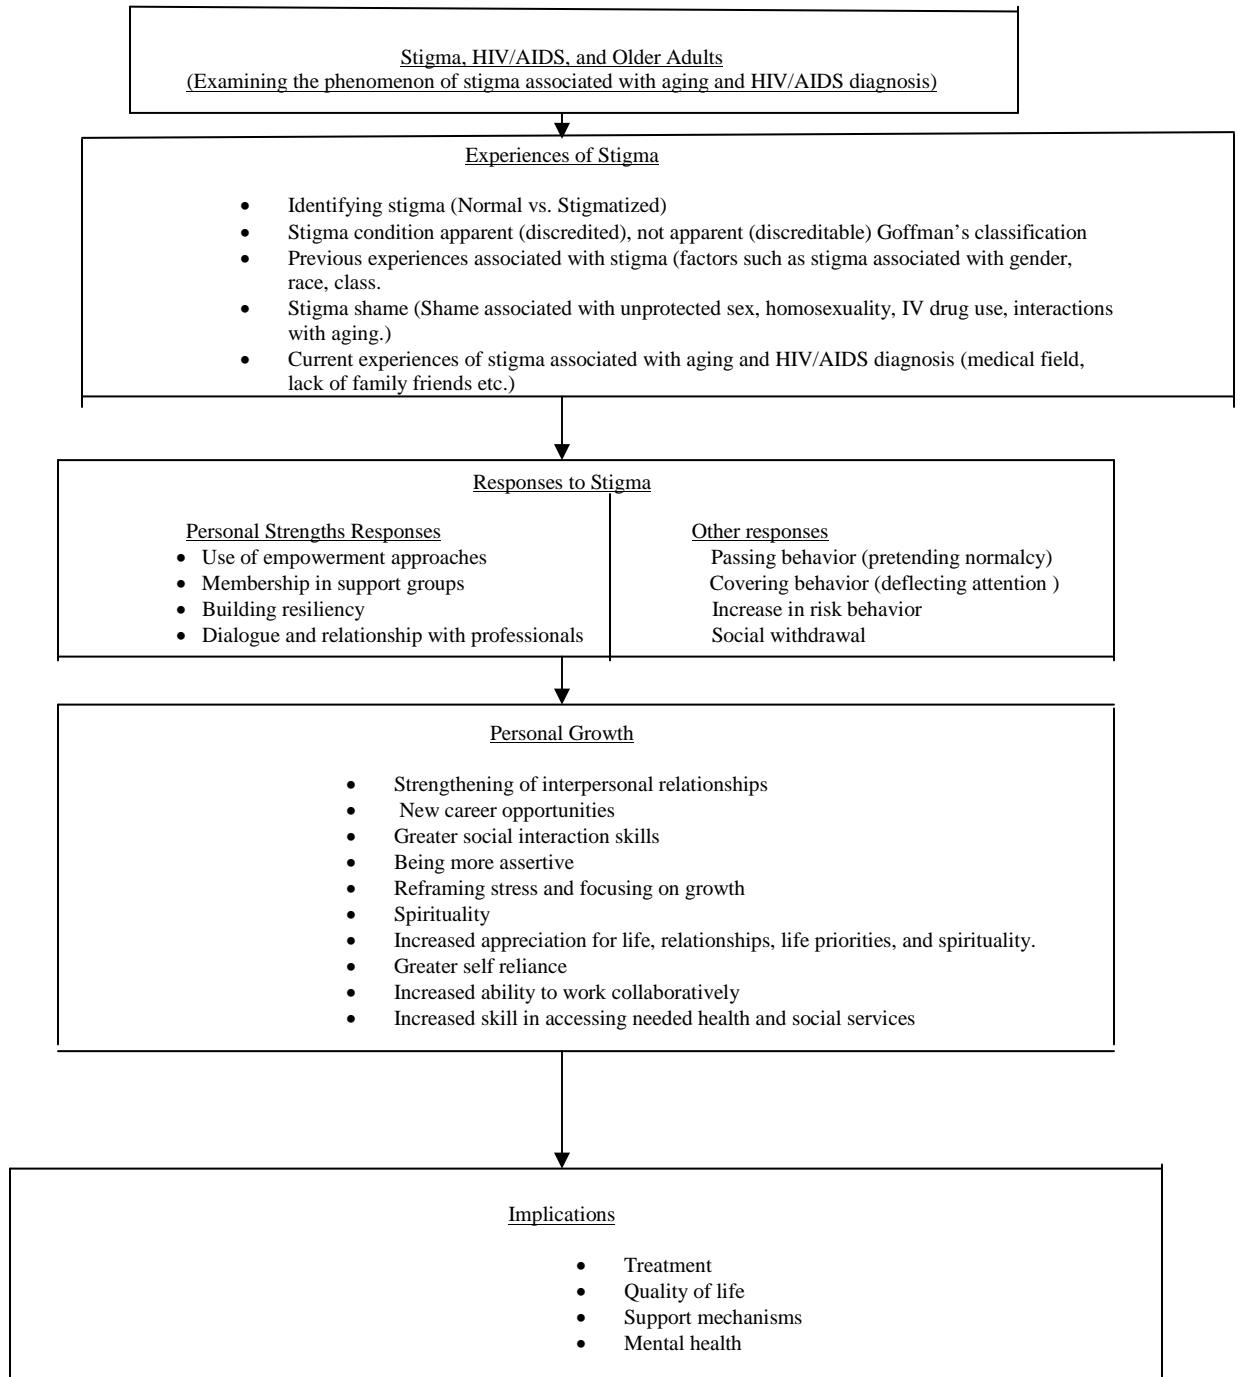 Stigma, HIV/AIDS, and Older Adults
(Examining the phenomenon of stigma associated with aging and HIV/AIDS diagnosis)
Experiences of Stigma
• Identifying stigma (Normal vs. Stigmatized)
• Stigma condition apparent (discredited), not apparent (discreditable) Goffman's classification
• Previous experiences associated with stigma (factors such as stigma associated with gender,
race, class.
• Stigma shame (Shame associated with unprotected sex, homosexuality, IV drug use, interactions
with aging.)
• Current experiences of stigma associated with aging and HIV/AIDS diagnosis (medical field,
lack of family friends etc.)
Responses to Stigma
Personal Strengths Responses
• Use of empowerment approaches
• Membership in support groups
• Building resiliency
• Dialogue and relationship with professionals
Other responses
Passing behavior (pretending normalcy)
Covering behavior (deflecting attention )
Increase in risk behavior
Social withdrawal
Personal Growth
• Strengthening of interpersonal relationships
• New career opportunities
• Greater social interaction skills
• Being more assertive
• Reframing stress and focusing on growth
• Spirituality
• Increased appreciation for life, relationships, life priorities, and spirituality.
• Greater self reliance
• Increased ability to work collaboratively
• Increased skill in accessing needed health and social services
Implications
• Treatment
• Quality of life
• Support mechanisms
• Mental health